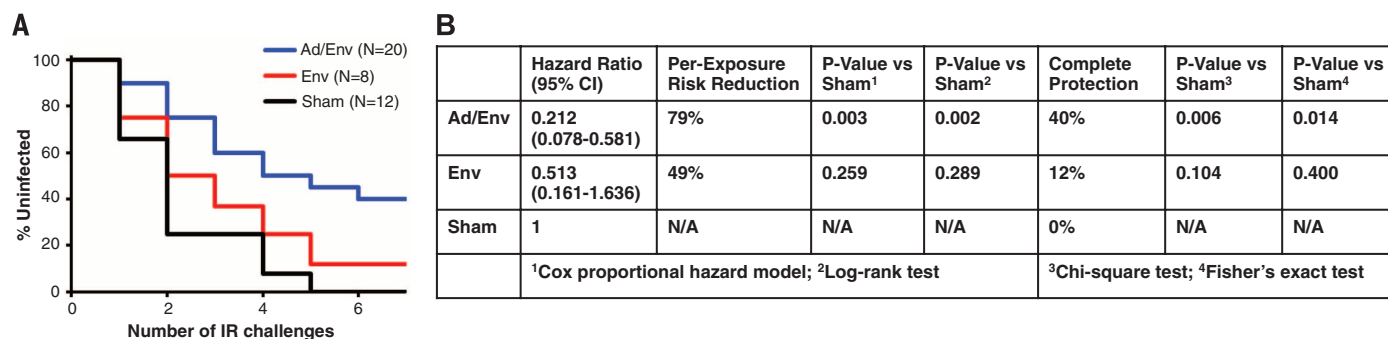 A
Ad/Env (N=20)
Env (N=8)
Sham (N=12)
100
80
60
40
20
0
% Uninfected
0 2 4 6
Number of IR challenges
B
Hazard Ratio (95% CI) Per-Exposure Risk Reduction P-Value vs Sham¹ P-Value vs Sham² Complete Protection P-Value vs Sham³ P-Value vs Sham⁴
Ad/Env 0.212 (0.078-0.581) 79% 0.003 0.002 40% 0.006 0.014
Env 0.513 (0.161-1.636) 49% 0.259 0.289 12% 0.104 0.400
Sham 1 N/A N/A N/A 0% N/A N/A
¹Cox proportional hazard model; ²Log-rank test ³Chi-square test; ⁴Fisher's exact test